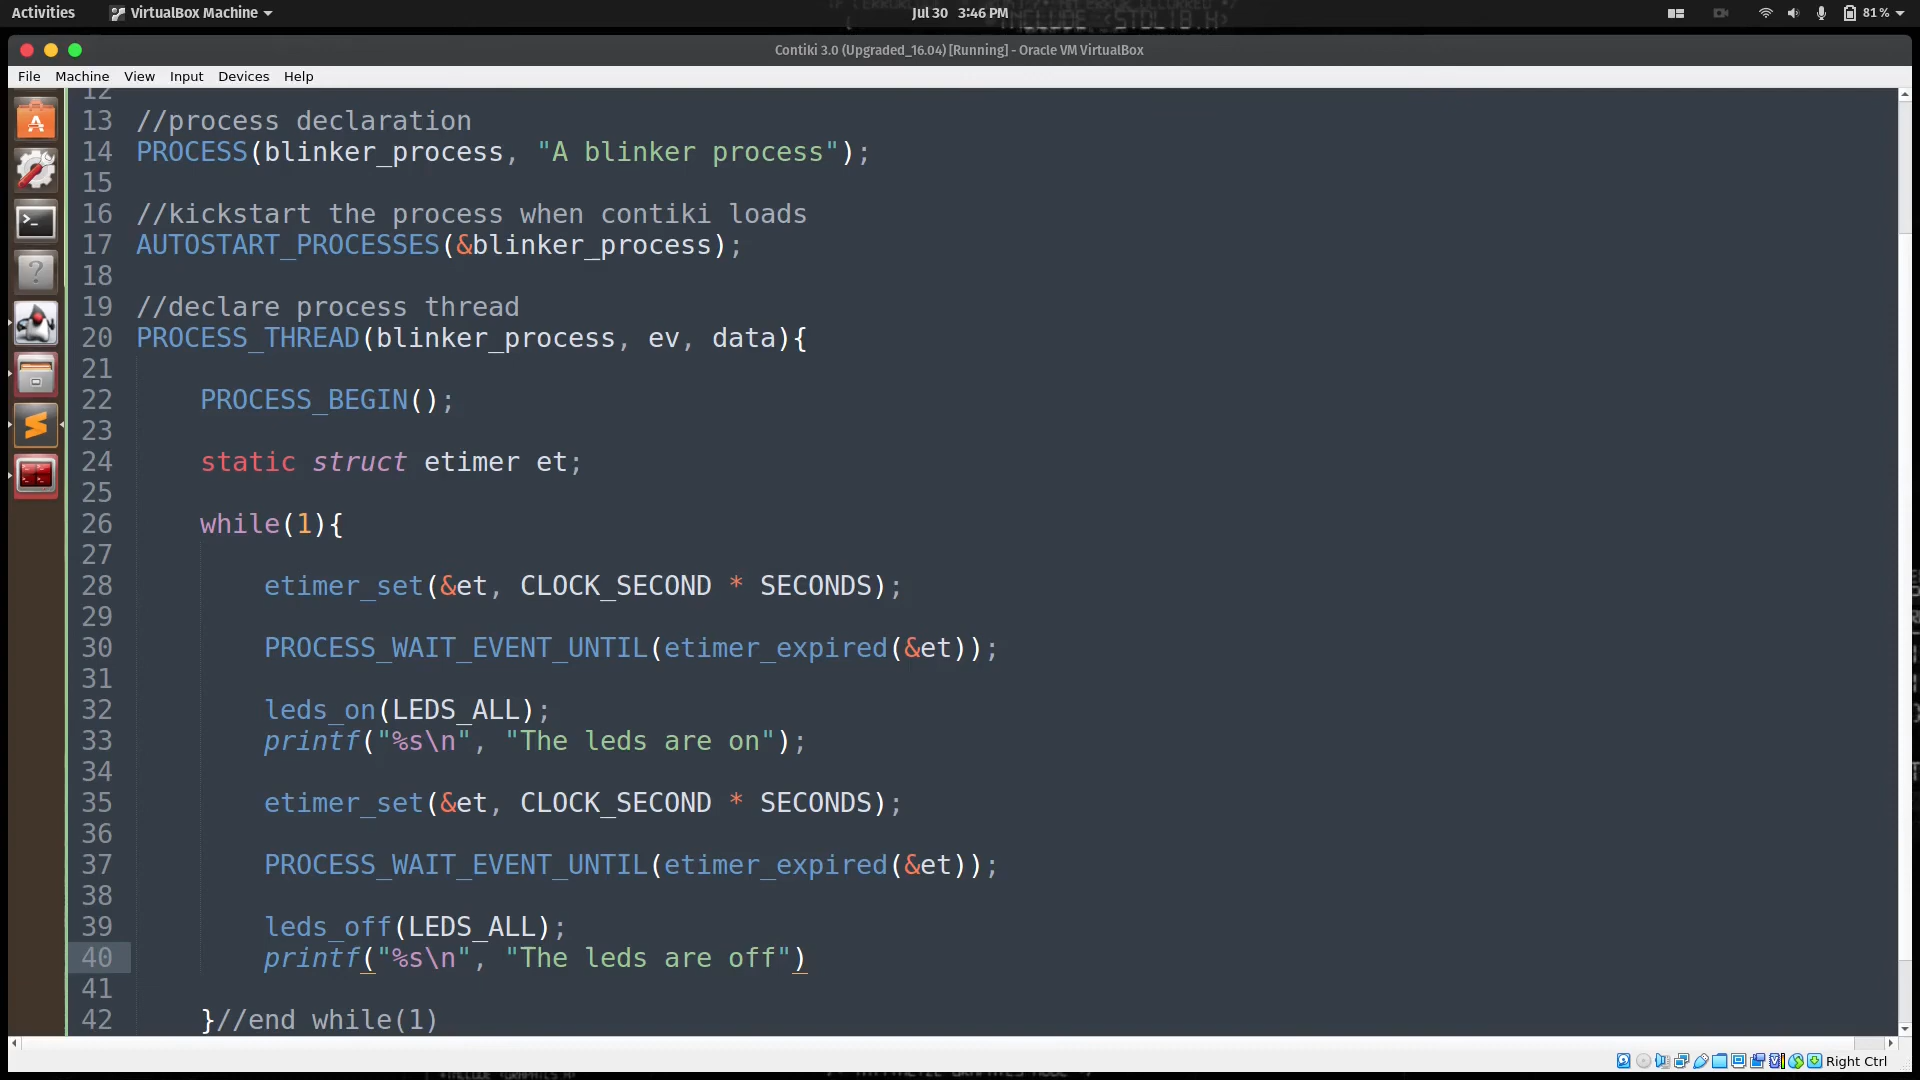 Activities VirtualBox Machine Jul 30 3:46 PM 81 %
Contiki 3.0 (Upgraded_16.04) [Running] - Oracle VM VirtualBox
File Machine View Input Devices Help
12
13 //process declaration
14 PROCESS(blinker_process, "A blinker process");
15
16 //kickstart the process when contiki loads
17 AUTOSTART_PROCESSES(&blinker_process);
18
19 //declare process thread
20 PROCESS_THREAD(blinker_process, ev, data){
21
22 PROCESS_BEGIN();
23
24 static struct etimer et;
25
26 while(1){
27
28 etimer_set(&et, CLOCK_SECOND * SECONDS);
29
30 PROCESS_WAIT_EVENT_UNTIL(etimer_expired(&et));
31
32 leds_on(LEDS_ALL);
33 printf("%s\n", "The leds are on");
34
35 etimer_set(&et, CLOCK_SECOND * SECONDS);
36
37 PROCESS_WAIT_EVENT_UNTIL(etimer_expired(&et));
38
39 leds_off(LEDS_ALL);
40 printf("%s\n", "The leds are off")
41
42 }//end while(1)
Right Ctrl